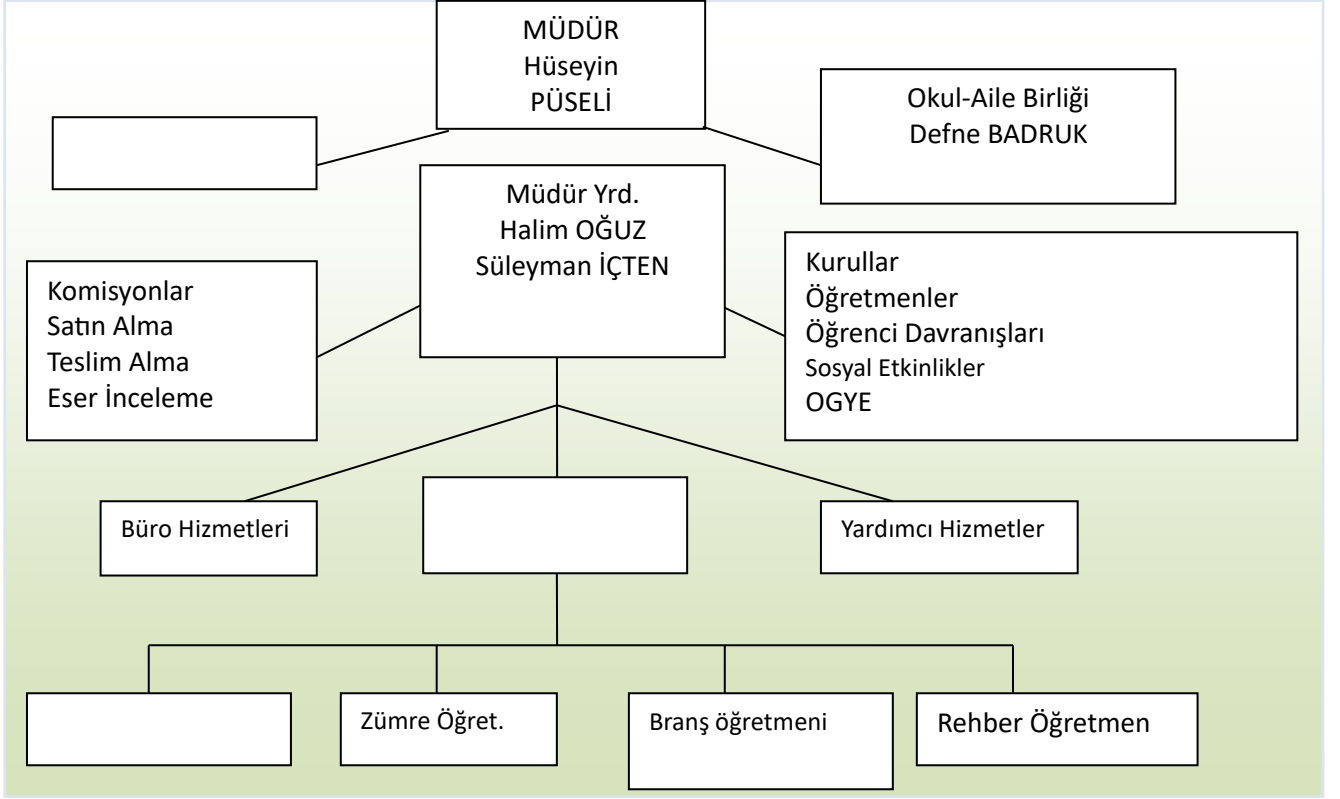 MÜDÜR
Hüseyin
PÜSELİ
Okul-Aile Birliği
Defne BADRUK
Müdür Yrd.
Halim OĞUZ
Süleyman İÇTEN
Komisyonlar
Satın Alma
Teslim Alma
Eser İnceleme
Kurullar
Öğretmenler
Öğrenci Davranışları
Sosyal Etkinlikler
OGYE
Büro Hizmetleri
Yardımcı Hizmetler
Zümre Öğret.
Branş öğretmeni
Rehber Öğretmen